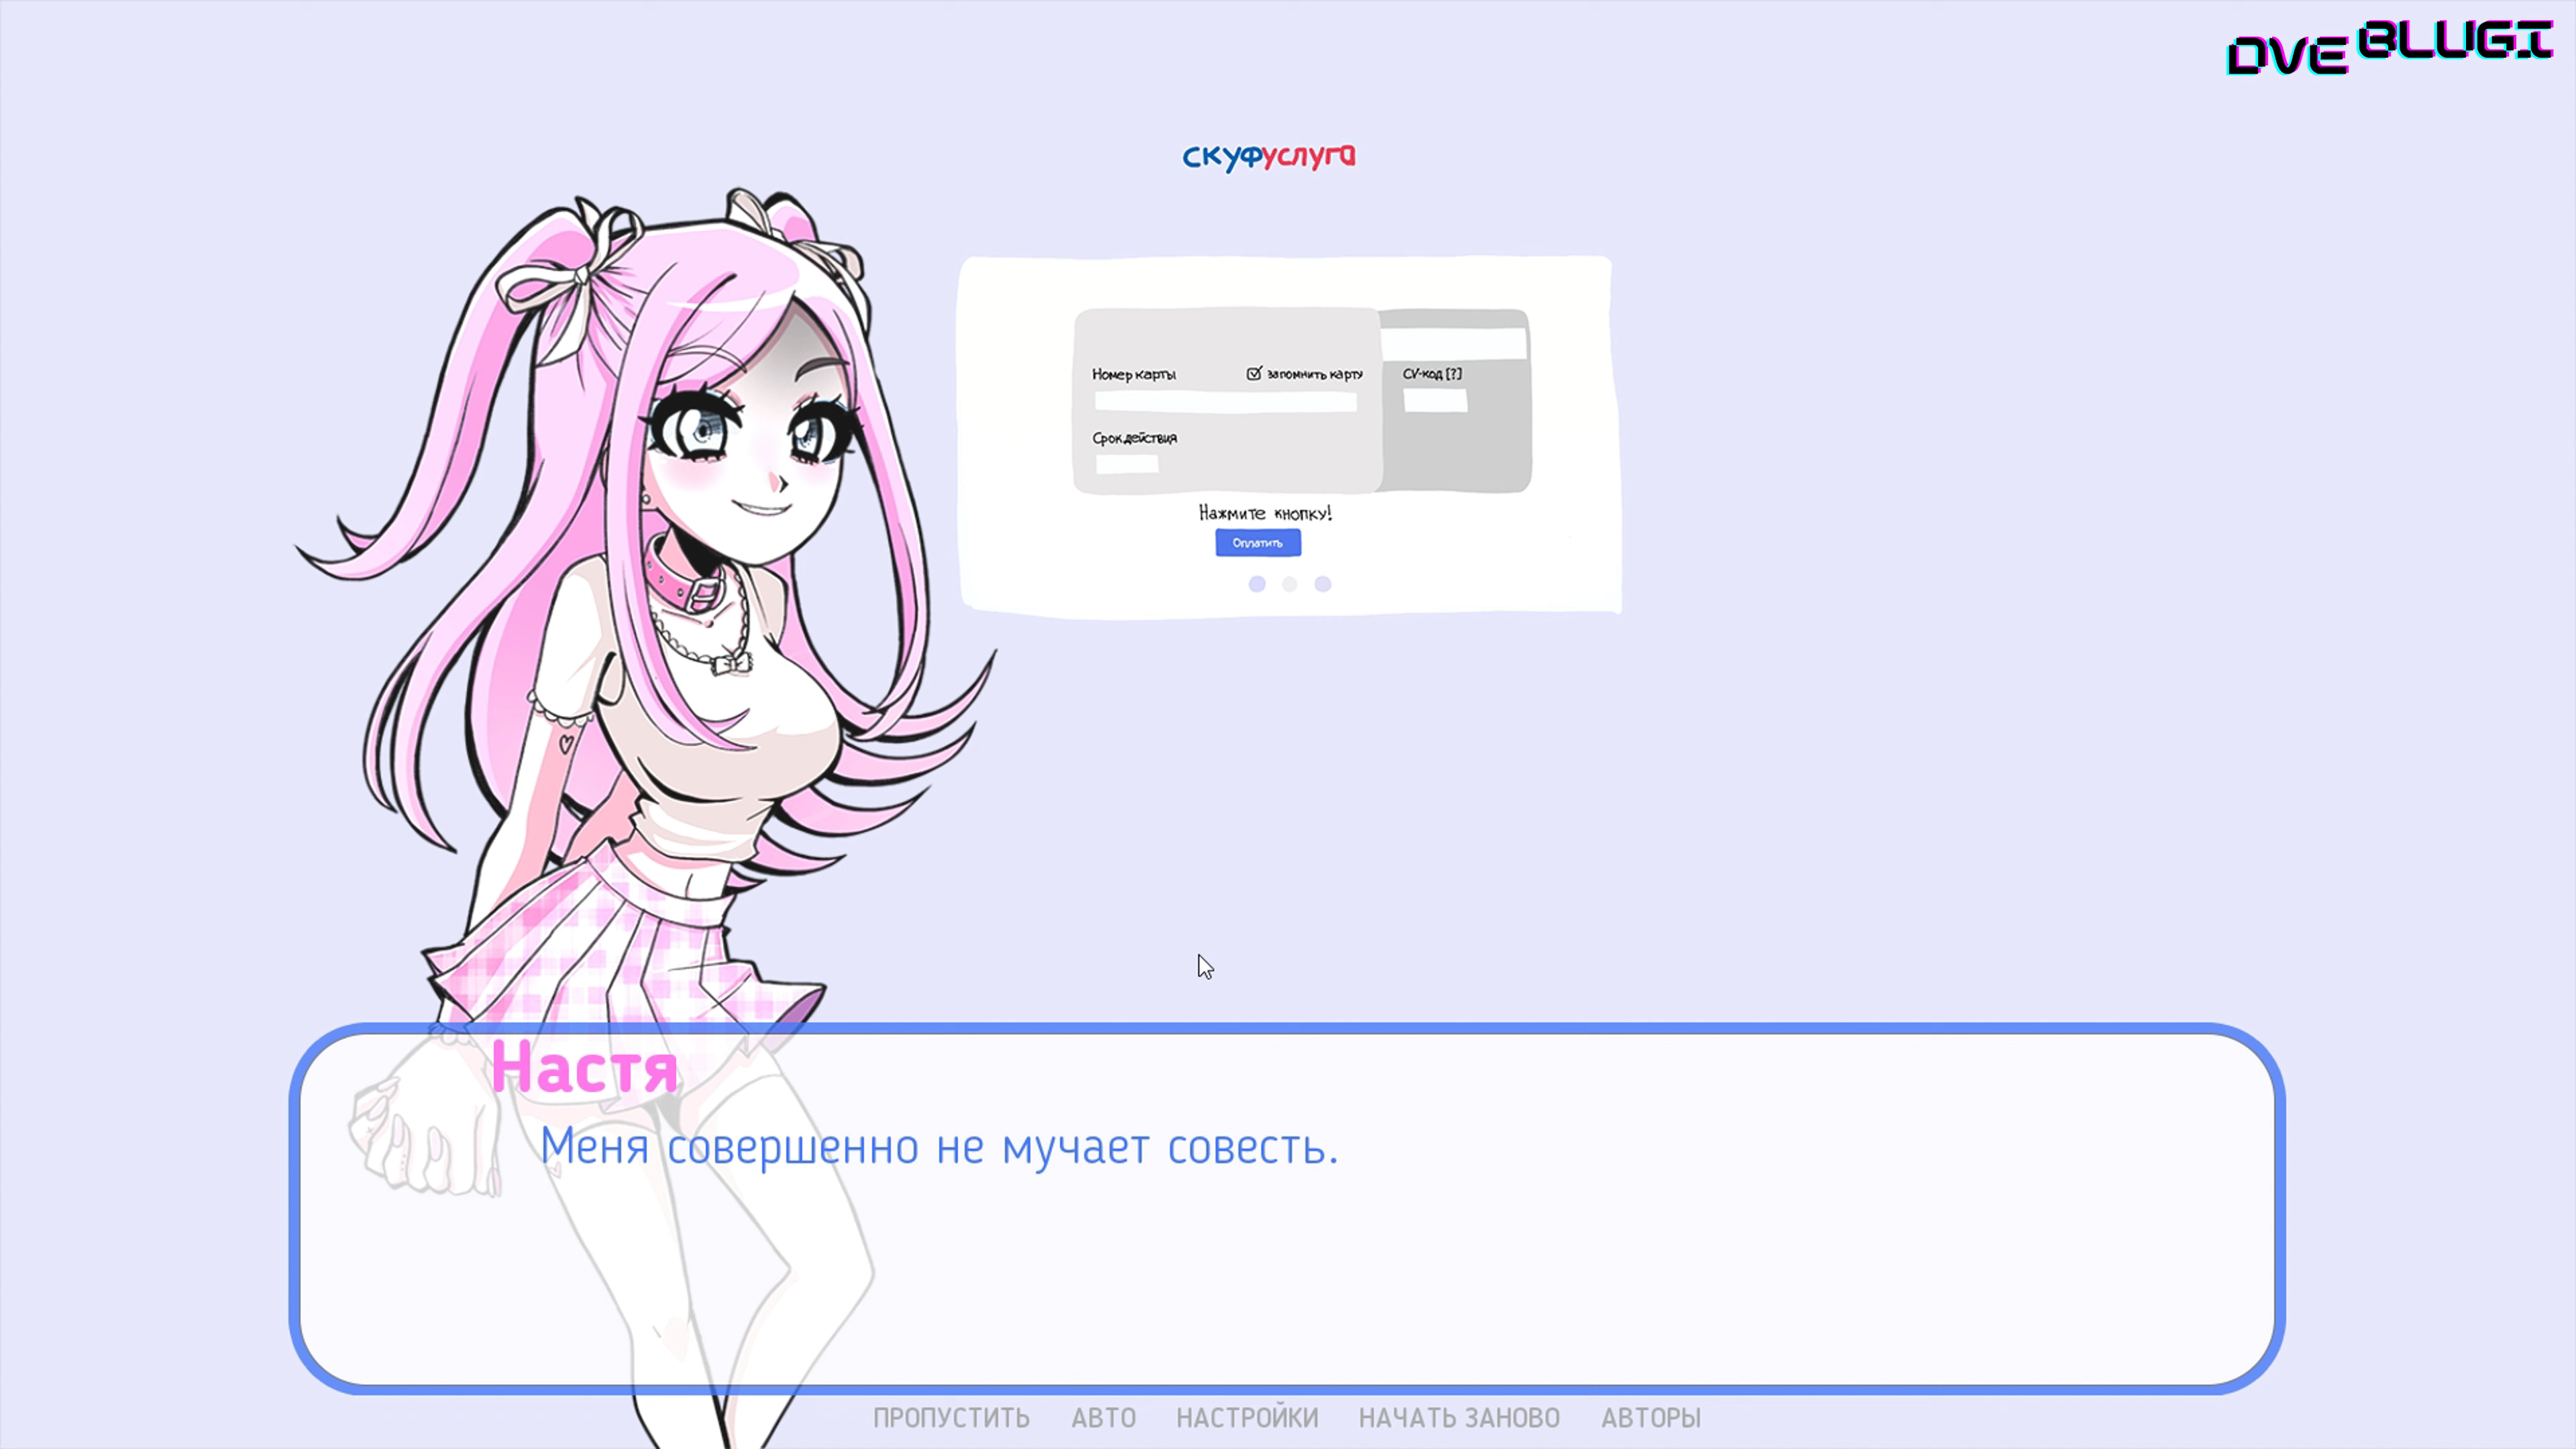 DVE BLUGI
скуфуслуга
Номер карты
запомнить карту
CV-код [?]
Срок действия
Нажмите кнопку!
Оплатить
Настя
Меня совершенно не мучает совесть.
ПРОПУСТИТЬ АВТО НАСТРОЙКИ НАЧАТЬ ЗАНОВО АВТОРЫ